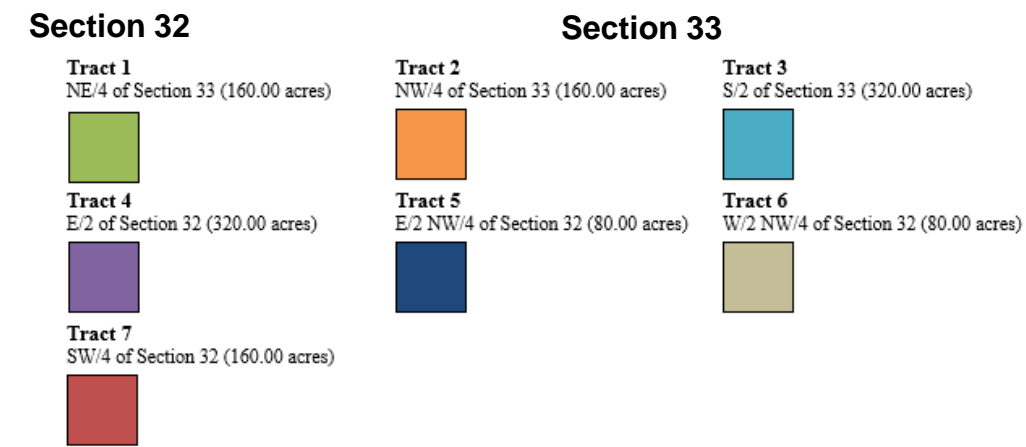 Section 32
Section 33
Tract 1
NE/4 of Section 33 (160.00 acres)
Tract 2
NW/4 of Section 33 (160.00 acres)
Tract 3
S/2 of Section 33 (320.00 acres)
Tract 4
E/2 of Section 32 (320.00 acres)
Tract 5
E/2 NW/4 of Section 32 (80.00 acres)
Tract 6
W/2 NW/4 of Section 32 (80.00 acres)
Tract 7
SW/4 of Section 32 (160.00 acres)